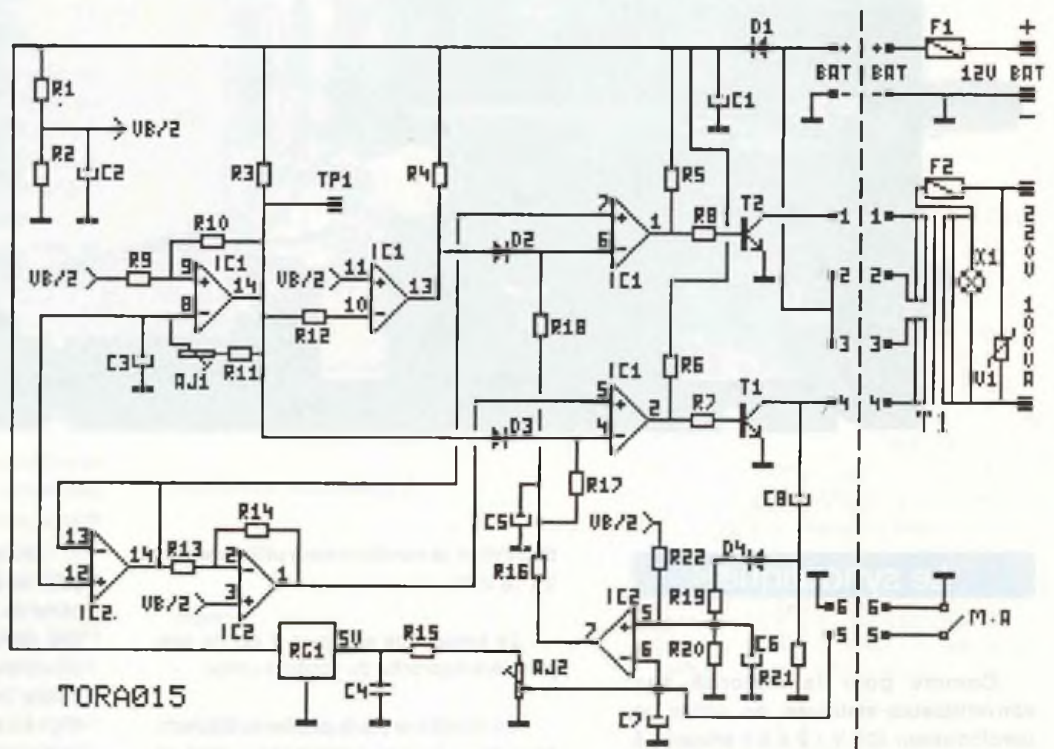 D1
F1
+
+
+
BAT
BAT
12V BAT
-
-
-
R1
VB/2
R2
C2
C1
R3
TP1
R4
R5
F2
220V 100VA
T2
7
+
6
-
1
R8
IC1
D2
1
1
2
2
3
3
4
4
X1
V1
R10
R9
VB/2
9
+
8
-
IC1
14
VB/2
11
+
10
-
IC1
13
R12
C3
AJ1
R11
R18
IC1
R6
5
+
4
-
2
R7
T1
D3
R17
C8
C5
VB/2
R14
13
-
12
+
14
IC2
R13
2
-
3
+
1
VB/2
IC2
R16
R22
D4
R19
IC2
7
5
+
6
-
R20
C6
R21
6
6
5
5
M.A
RG1
5V
R15
C4
AJ2
C7
TORA015